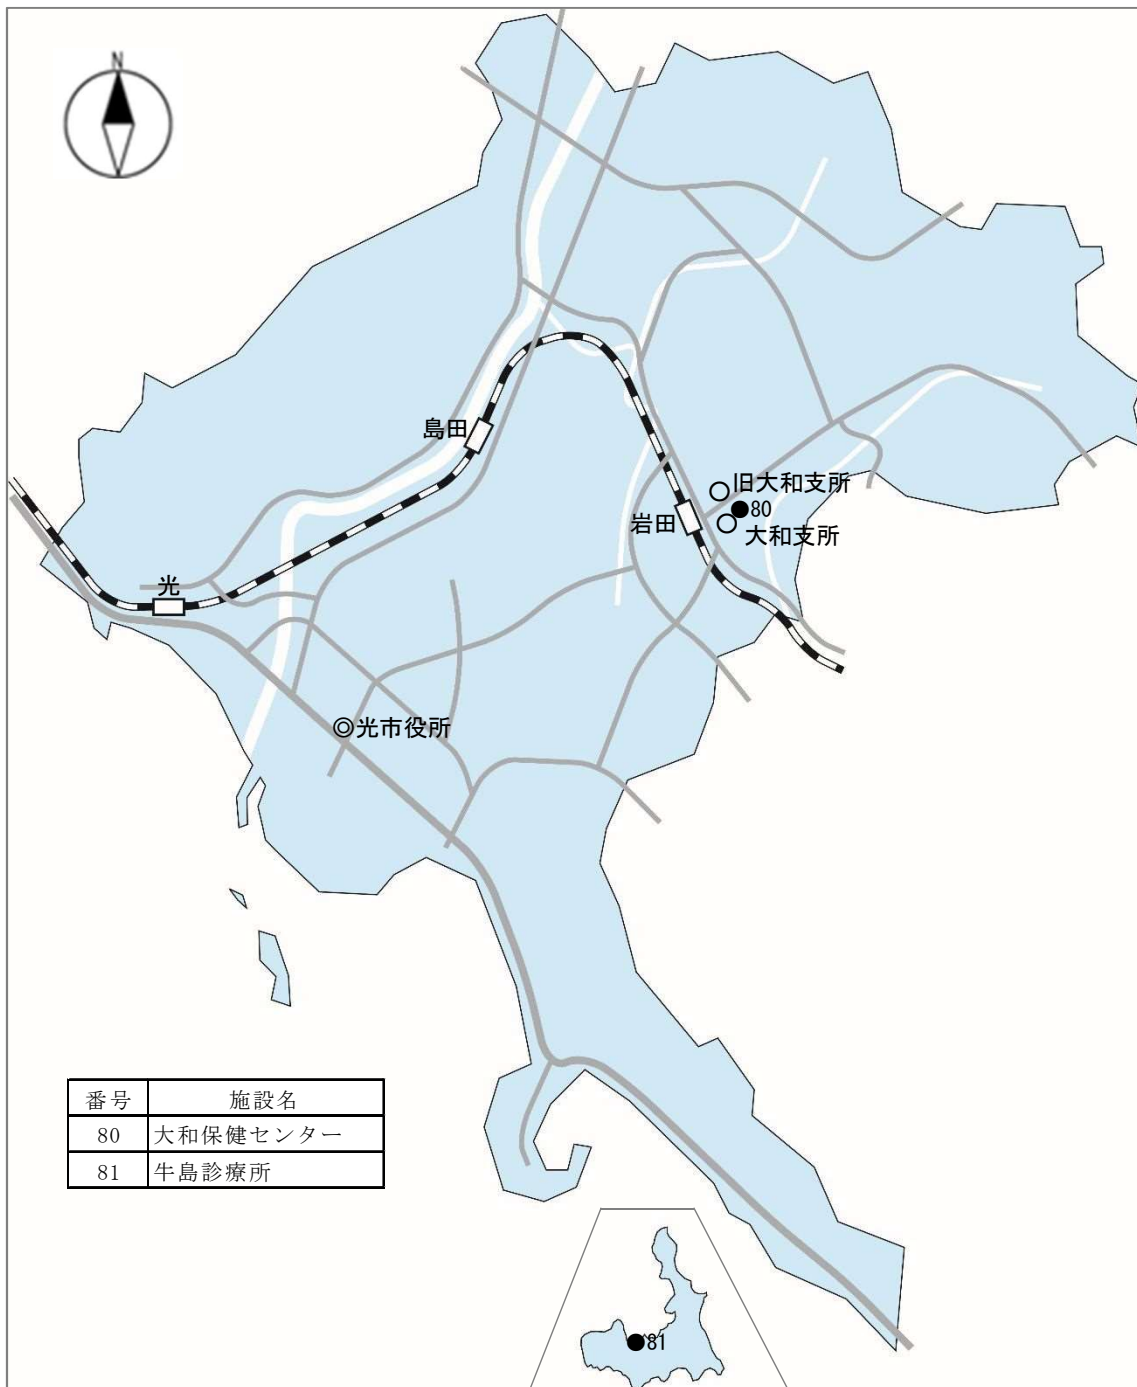 N
島田
旧大和支所
80
岩田
大和支所
光
◎光市役所
番号 施設名
80 大和保健センター
81 牛島診療所
81